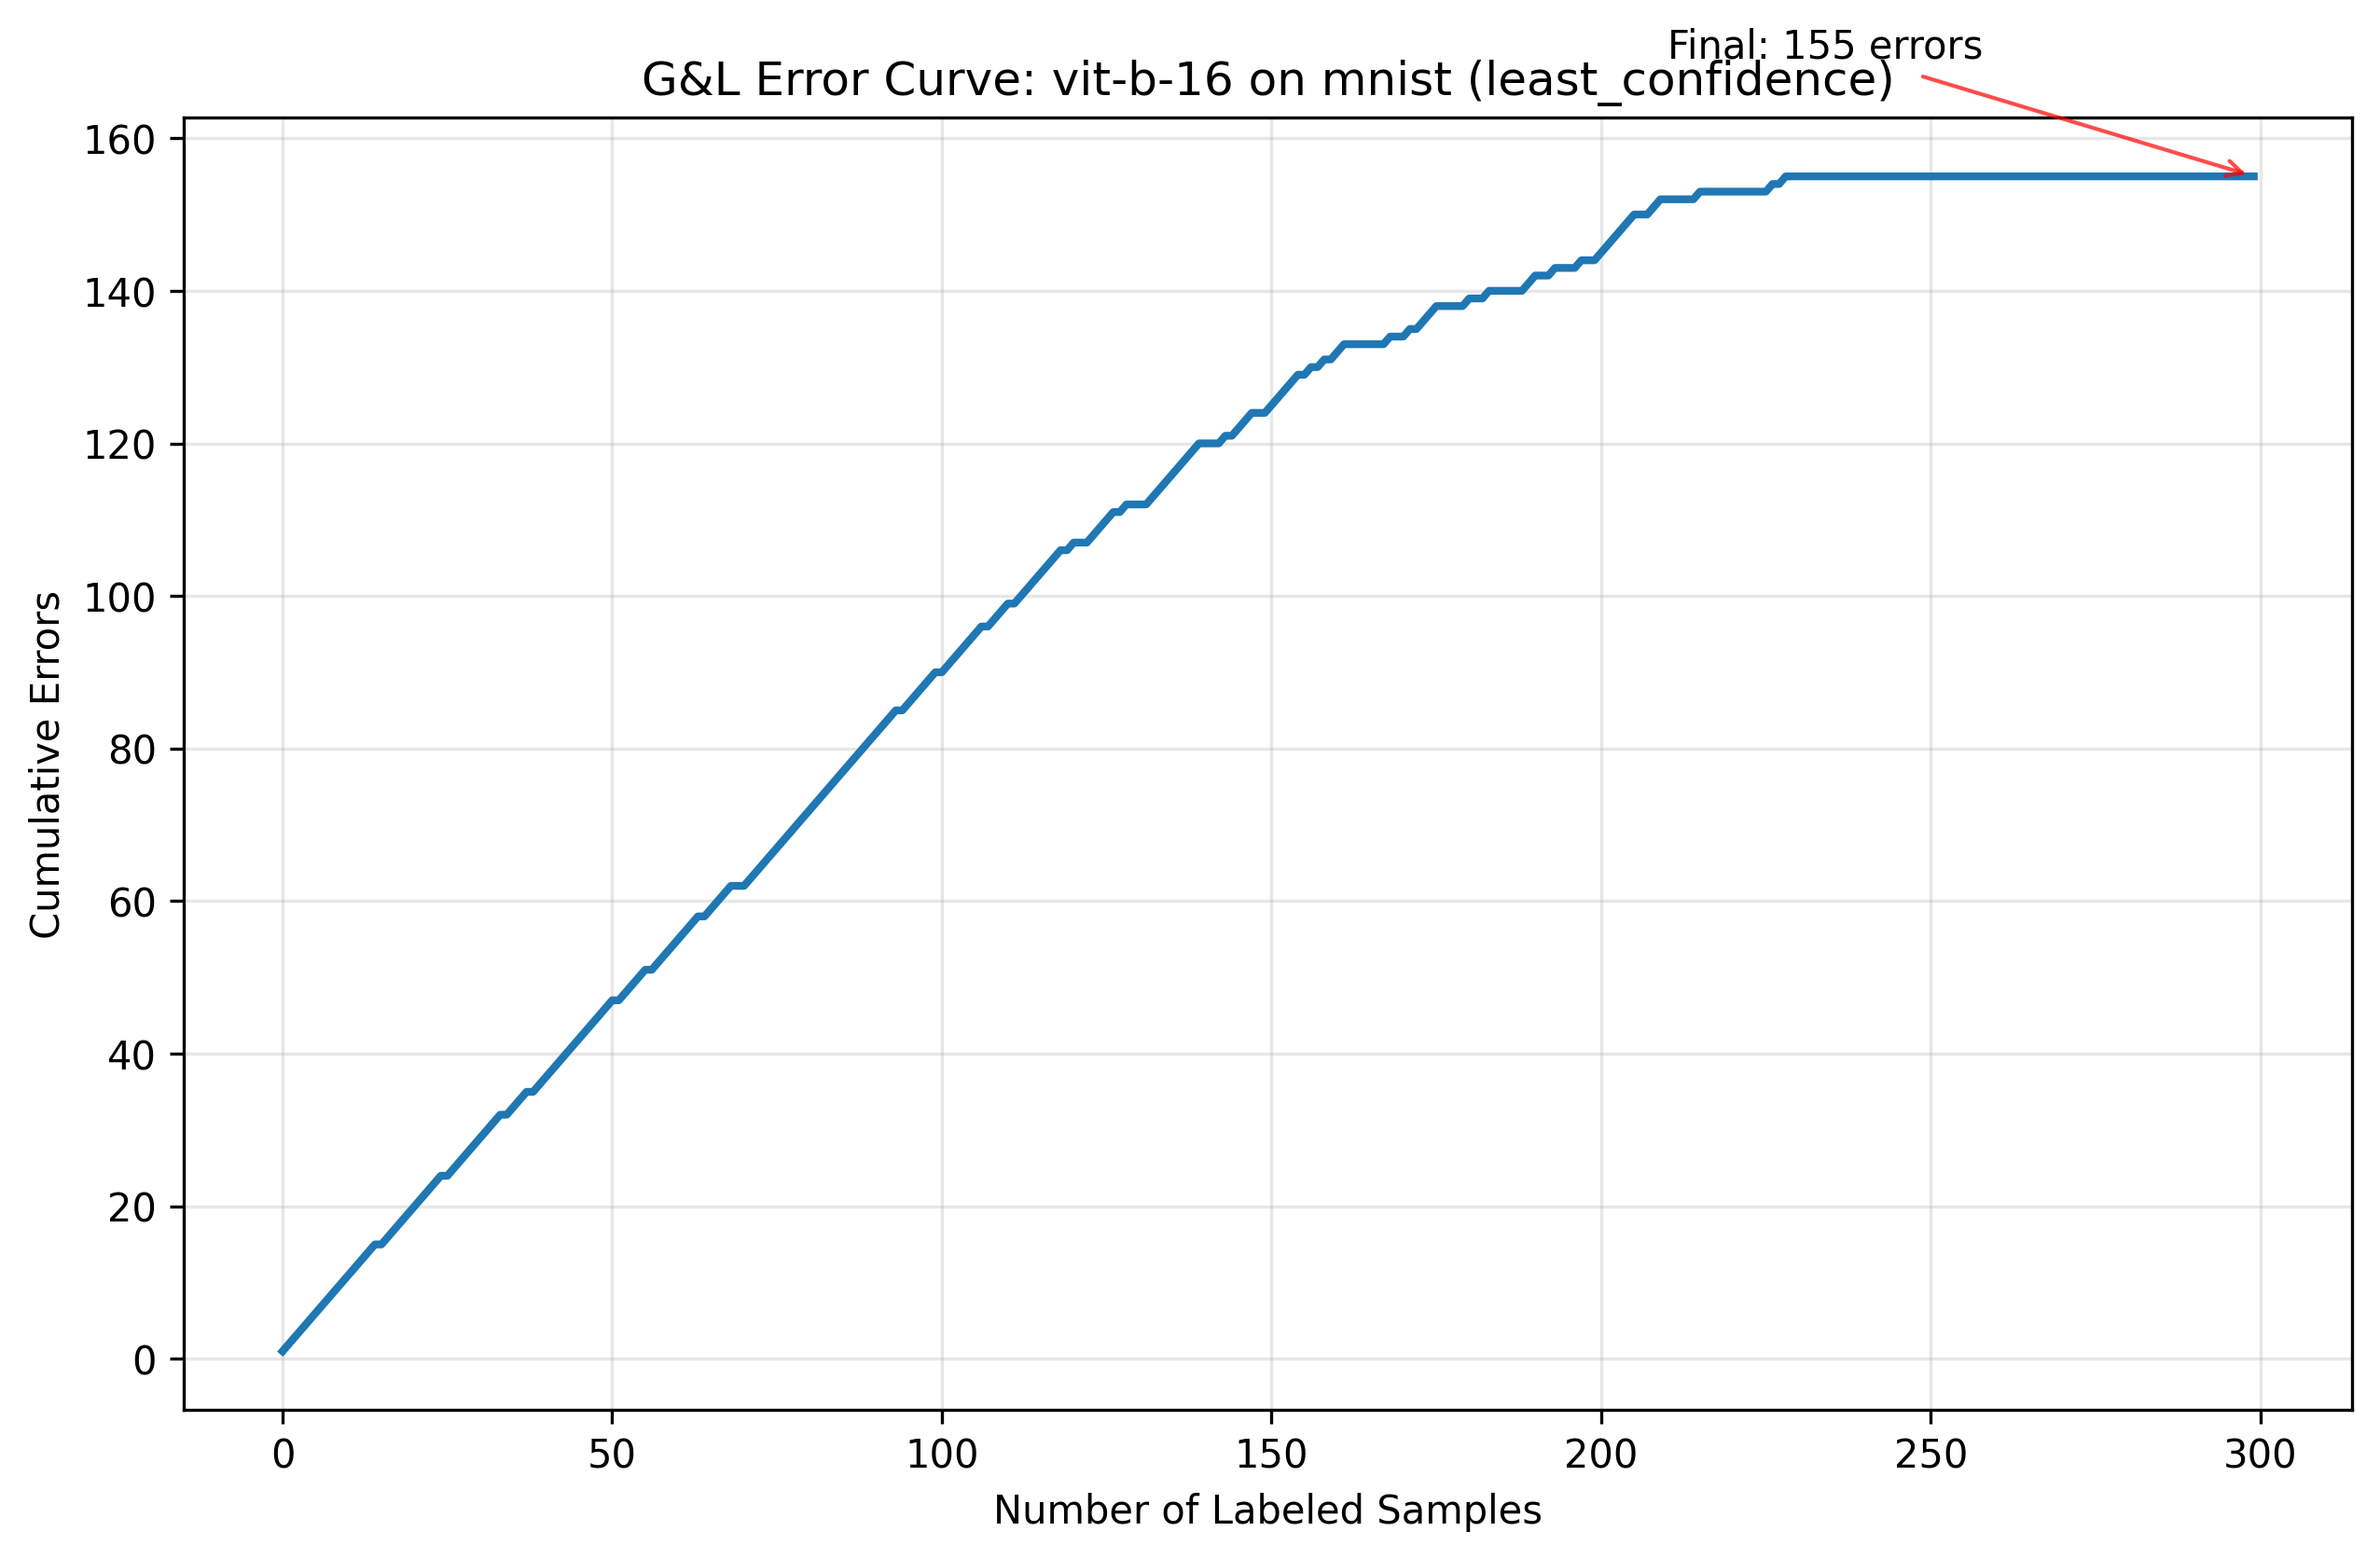 Final: 155 errors
G&L Error Curve: vit-b-16 on mnist (least_confidence)
160
140
120
100
80
60
40
20
0
Cumulative Errors
0 50 100 150 200 250 300
Number of Labeled Samples